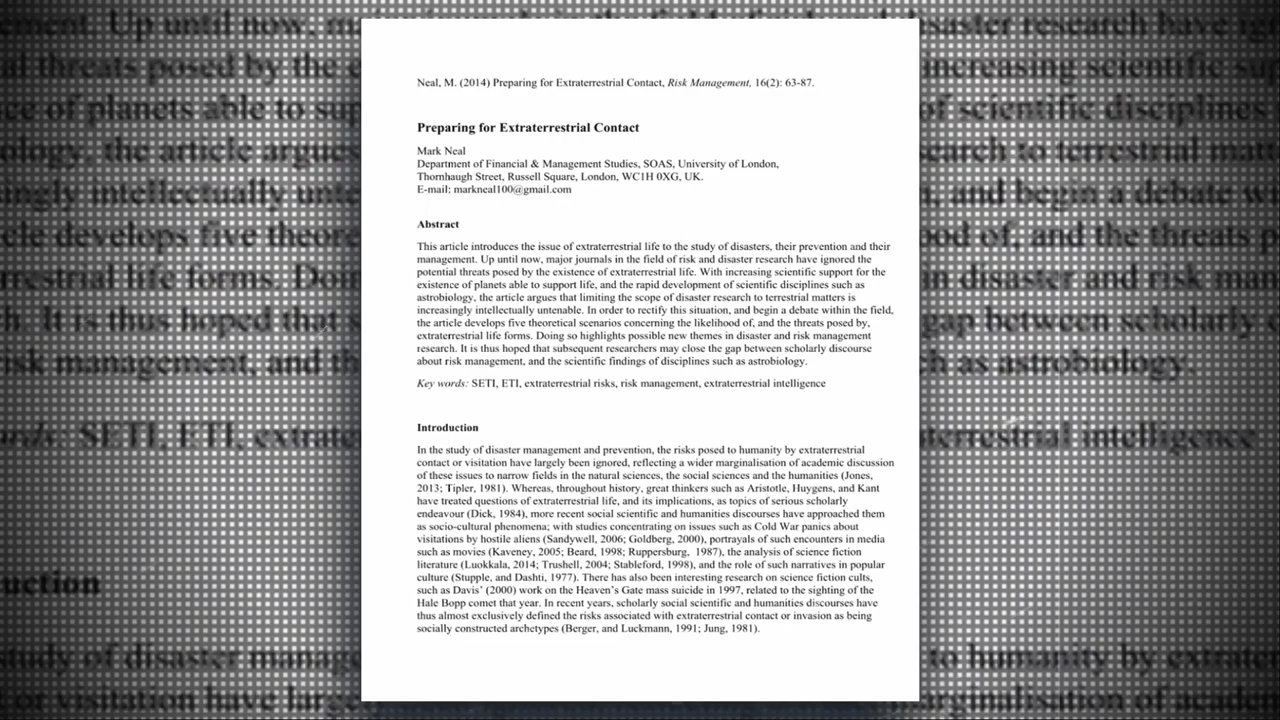 Neal, M. (2014) Preparing for Extraterrestrial Contact, Risk Management, 16(2): 63-87.
Preparing for Extraterrestrial Contact
Mark Neal
Department of Financial & Management Studies, SOAS, University of London,
Thornhaugh Street, Russell Square, London, WC1H 0XG, UK.
E-mail: markneal100@gmail.com
Abstract
This article introduces the issue of extraterrestrial life to the study of disasters, their prevention and their
management. Up until now, major journals in the field of risk and disaster research have ignored the
potential threats posed by the existence of extraterrestrial life. With increasing scientific support for the
existence of planets able to support life, and the rapid development of scientific disciplines such as
astrobiology, the article argues that limiting the scope of disaster research to terrestrial matters is
increasingly intellectually untenable. In order to rectify this situation, and begin a debate within the field,
the article develops five theoretical scenarios concerning the likelihood of, and the threats posed by,
extraterrestrial life forms. Doing so highlights possible new themes in disaster and risk management
research. It is thus hoped that subsequent researchers may close the gap between scholarly discourse
about risk management, and the scientific findings of disciplines such as astrobiology.
Key words: SETI, ETI, extraterrestrial risks, risk management, extraterrestrial intelligence
Introduction
In the study of disaster management and prevention, the risks posed to humanity by extraterrestrial
contact or visitation have largely been ignored, reflecting a wider marginalisation of academic discussion
of these issues to narrow fields in the natural sciences, the social sciences and the humanities (Jones,
2013; Tipler, 1981). Whereas, throughout history, great thinkers such as Aristotle, Huygens, and Kant
have treated questions of extraterrestrial life, and its implications, as topics of serious scholarly
endeavour (Dick, 1984), more recent social scientific and humanities discourses have approached them
as socio-cultural phenomena; with studies concentrating on issues such as Cold War panics about
visitations by hostile aliens (Sandywell, 2006; Goldberg, 2000), portrayals of such encounters in media
such as movies (Kaveney, 2005; Beard, 1998; Ruppersburg, 1987), the analysis of science fiction
literature (Luokkala, 2014; Trushell, 2004; Stableford, 1998), and the role of such narratives in popular
culture (Stupple, and Dashti, 1977). There has also been interesting research on science fiction cults,
such as Davis' (2000) work on the Heaven's Gate mass suicide in 1997, related to the sighting of the
Hale Bopp comet that year. In recent years, scholarly social scientific and humanities discourses have
thus almost exclusively defined the risks associated with extraterrestrial contact or invasion as being
socially constructed archetypes (Berger, and Luckmann, 1991; Jung, 1981).